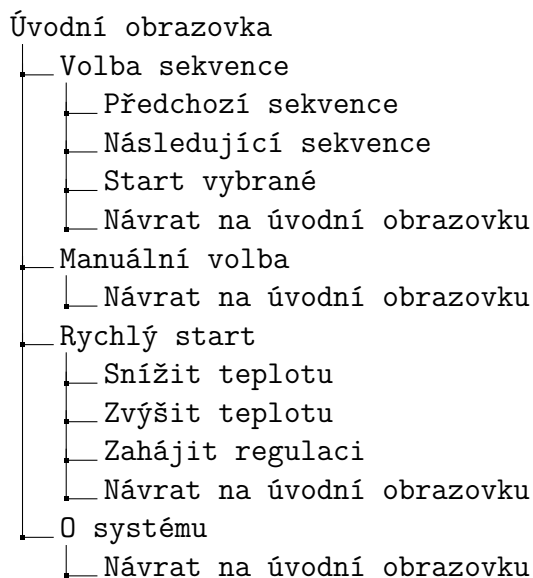 Úvodní obrazovka
Volba sekvence
Předchozí sekvence
Následující sekvence
Start vybrané
Návrat na úvodní obrazovku
Manuální volba
Návrat na úvodní obrazovku
Rychlý start
Snížit teplotu
Zvýšit teplotu
Zahájit regulaci
Návrat na úvodní obrazovku
O systému
Návrat na úvodní obrazovku